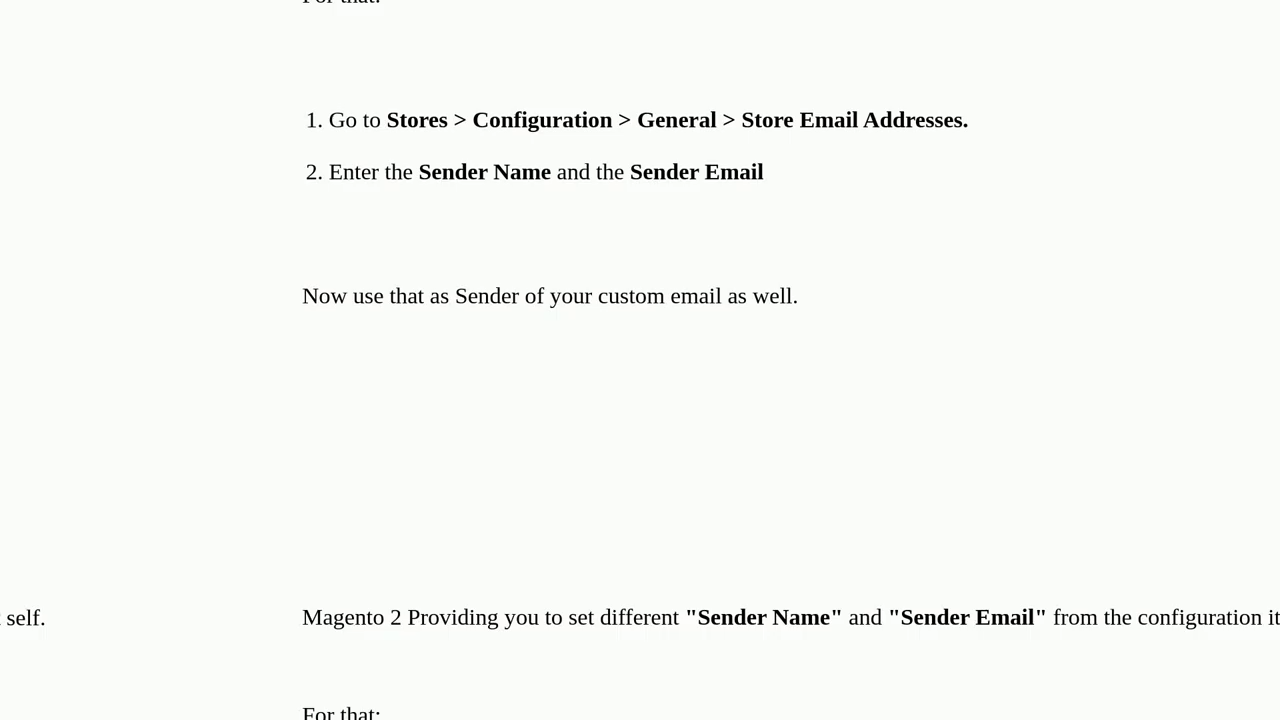 For that:
1. Go to Stores > Configuration > General > Store Email Addresses.
2. Enter the Sender Name and the Sender Email
Now use that as Sender of your custom email as well.
self.
Magento 2 Providing you to set different "Sender Name" and "Sender Email" from the configuration it
For that: